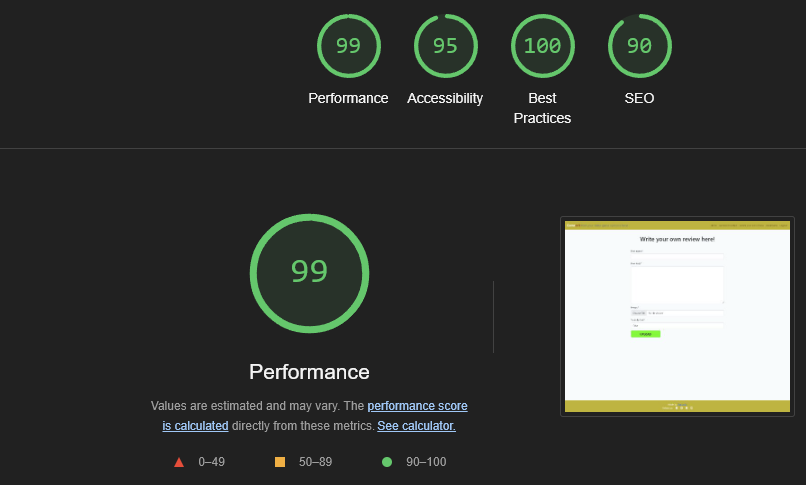 99
95
100
90
Performance
Accessibility
Best
Practices
SEO
99
Performance
Values are estimated and may vary. The performance score
is calculated directly from these metrics. See calculator.
0–49
50–89
90–100
Write your own review here!